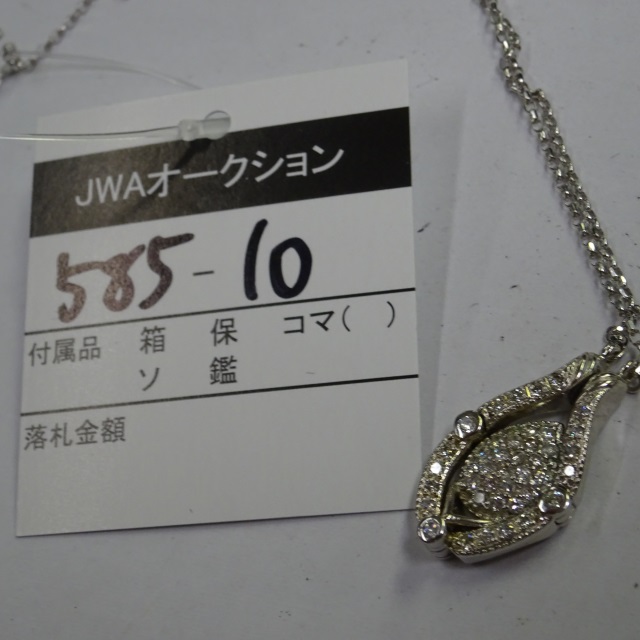 JWAオークション
585-10
付属品 箱 保 コマ( )
ソ 鑑
落札金額